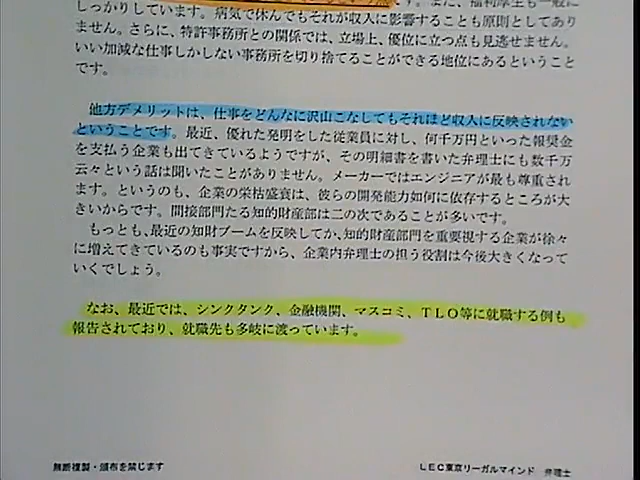 す。また、福利厚生も一般に
しっかりしています。病気で休んでもそれが収入に影響することも原則としてあり
ません。さらに、特許事務所との関係では、立場上、優位に立つ点も見逃せません。
いい加減な仕事しかしない事務所を切り捨てることができる地位にあるということ
です。
他方デメリットは、仕事をどんなに沢山こなしてもそれほど収入に反映されない
ということです。最近、優れた発明をした従業員に対し、何千万円といった報奨金
を支払う企業も出てきているようですが、その明細書を書いた弁理士にも数千万
云々という話は聞いたことがありません。メーカーではエンジニアが最も尊重され
ます。というのも、企業の栄枯盛衰は、彼らの開発能力如何に依存するところが大
きいからです。間接部門たる知的財産部は二の次であることが多いです。
もっとも、最近の知財ブームを反映してか、知的財産部門を重要視する企業が徐々
に増えてきているのも事実ですから、企業内弁理士の担う役割は今後大きくなって
いくでしょう。
なお、最近では、シンクタンク、金融機関、マスコミ、ＴＬＯ等に就職する例も
報告されており、就職先も多岐に渡っています。
無断複製・頒布を禁じます
ＬＥＣ東京リーガルマインド 弁理士